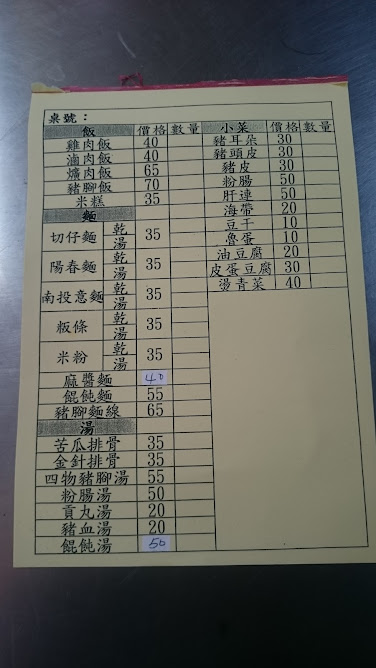 桌號：
飯 價格 數量
雞肉飯 40
滷肉飯 40
爌肉飯 65
豬腳飯 70
米糕 35
麵
切仔麵 乾 湯 35
陽春麵 乾 湯 35
南投意麵 乾 湯 35
粄條 乾 湯 35
米粉 乾 湯 35
麻醬麵 40
餛飩麵 55
豬腳麵線 65
湯
苦瓜排骨 35
金針排骨 35
四物豬腳湯 55
粉腸湯 50
貢丸湯 20
豬血湯 20
餛飩湯 50
小菜 價格 數量
豬耳朵 30
豬頭皮 30
豬皮 30
粉腸 50
肝連 50
海帶 20
豆干 10
魯蛋 10
油豆腐 20
皮蛋豆腐 30
燙青菜 40